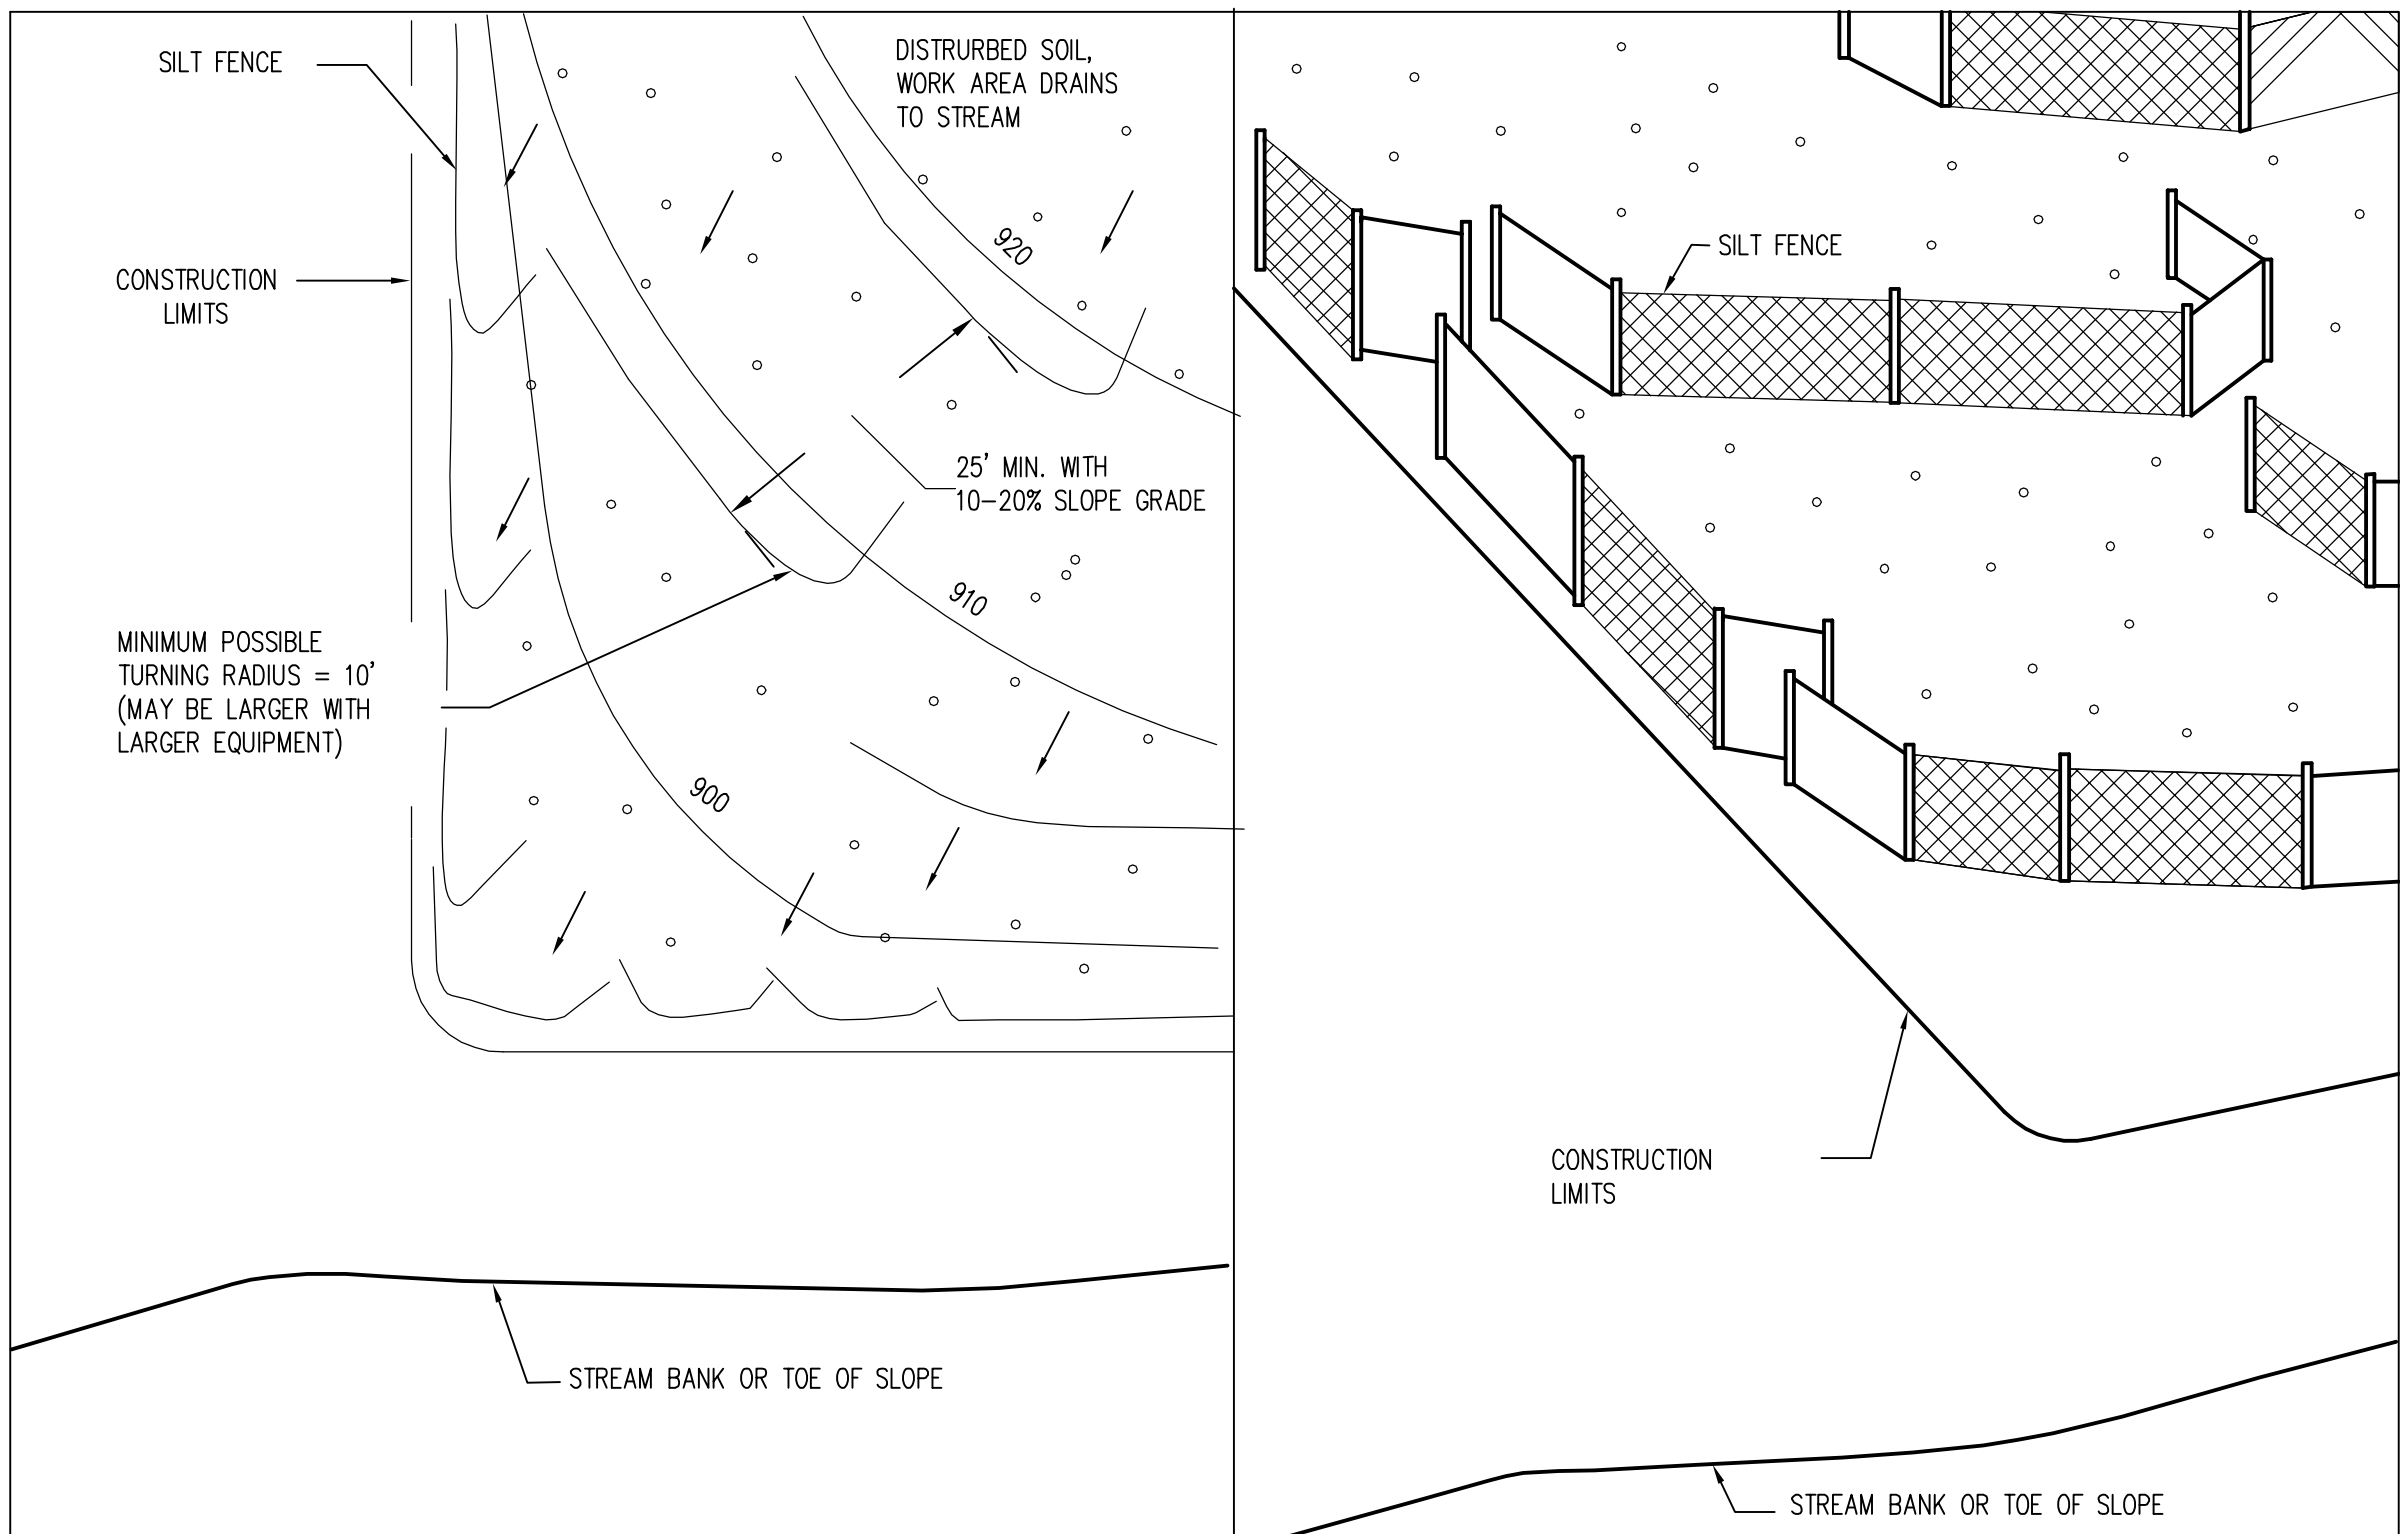 SILT FENCE
DISTRURBED SOIL,
WORK AREA DRAINS
TO STREAM
CONSTRUCTION
LIMITS
920
25' MIN. WITH
10-20% SLOPE GRADE
910
MINIMUM POSSIBLE
TURNING RADIUS = 10'
(MAY BE LARGER WITH
LARGER EQUIPMENT)
900
STREAM BANK OR TOE OF SLOPE
SILT FENCE
CONSTRUCTION
LIMITS
STREAM BANK OR TOE OF SLOPE